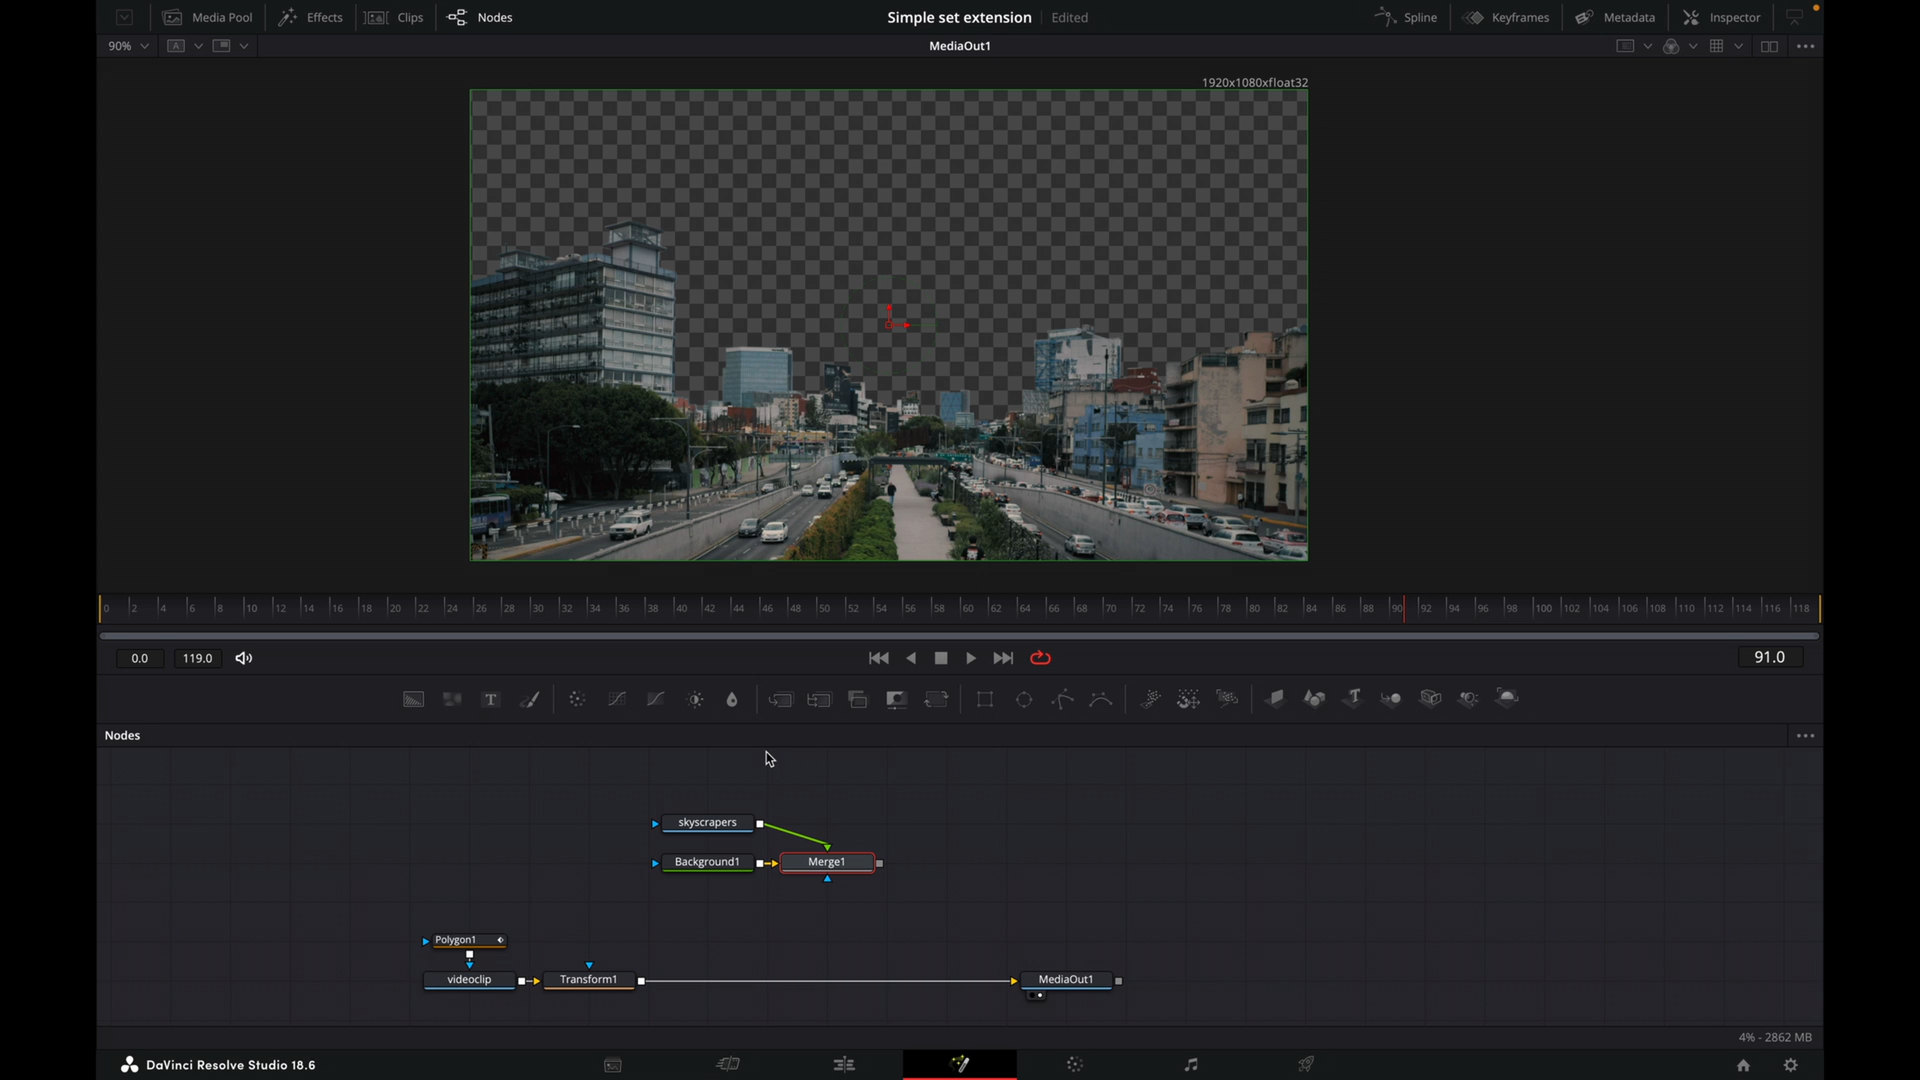 Media Pool Effects Clips Nodes Simple set extension Edited Spline Keyframes Metadata Inspector
90% A MediaOut1
1920x1080xfloat32
0 2 4 6 8 10 12 14 16 18 20 22 24 26 28 30 32 34 36 38 40 42 44 46 48 50 52 54 56 58 60 62 64 66 68 70 72 74 76 78 80 82 84 86 88 90 92 94 96 98 100 102 104 106 108 110 112 114 116 118
0.0 119.0 91.0
T
Nodes
skyscrapers
Background1 Merge1
Polygon1
videoclip Transform1 MediaOut1
4% - 2862 MB
DaVinci Resolve Studio 18.6